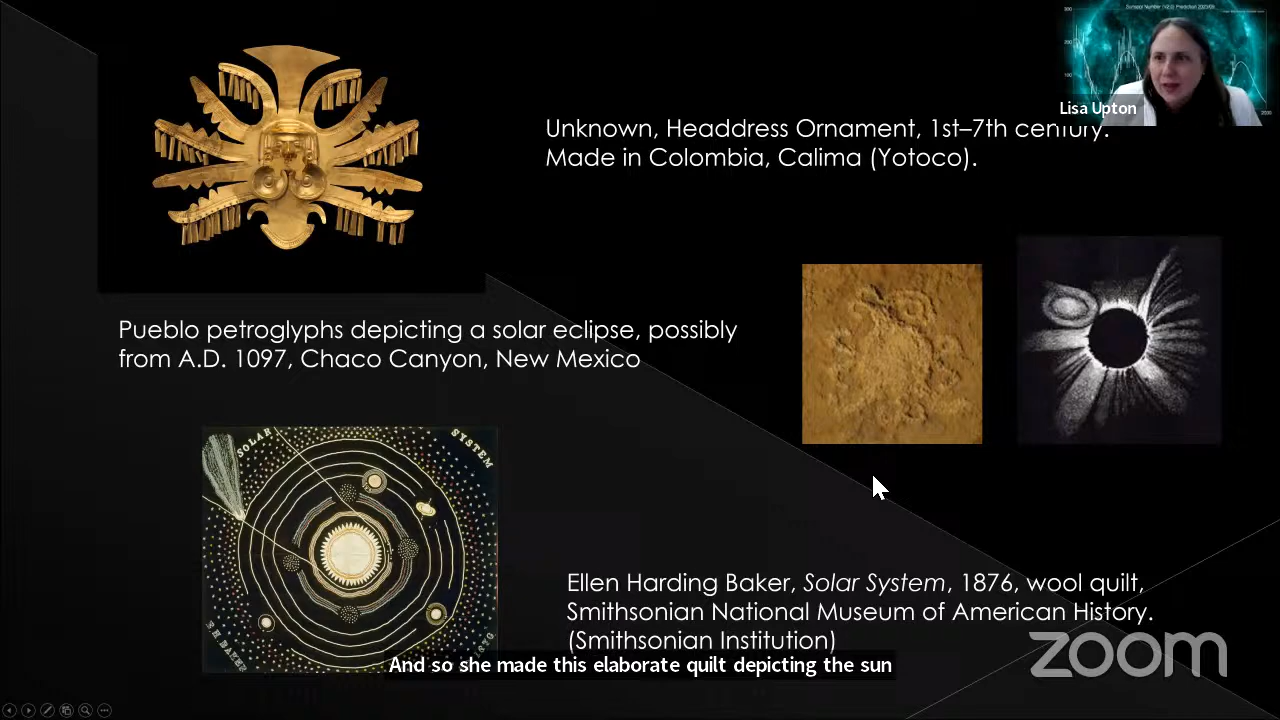 Lisa Upton
Unknown, Headdress Ornament, 1st–7th century.
Made in Colombia, Calima (Yotoco).
Pueblo petroglyphs depicting a solar eclipse, possibly
from A.D. 1097, Chaco Canyon, New Mexico
SOLAR SYSTEM
E.H. BAKER
Ellen Harding Baker, Solar System, 1876, wool quilt,
Smithsonian National Museum of American History.
(Smithsonian Institution)
zoom
And so she made this elaborate quilt depicting the sun